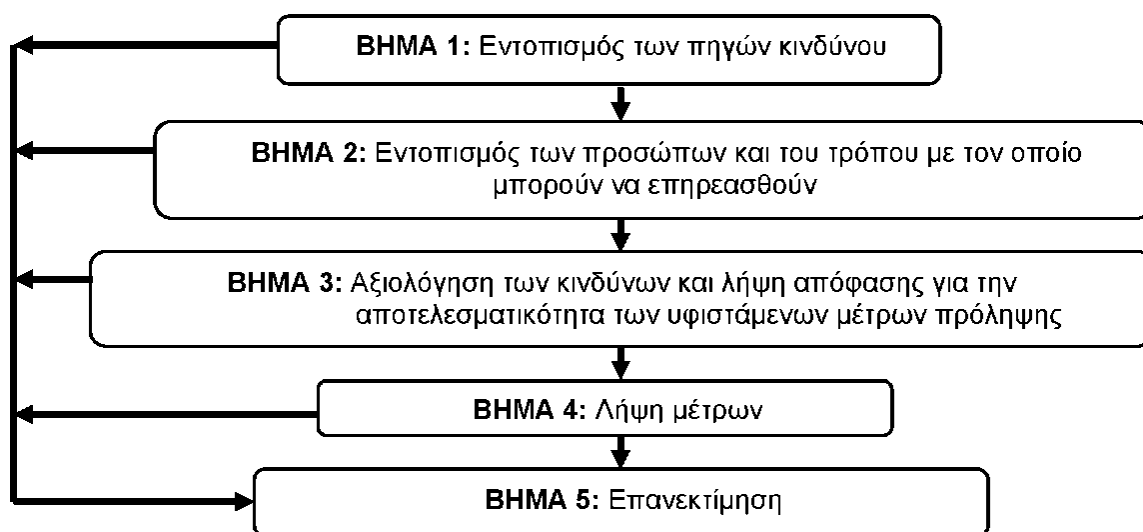 ΒΗΜΑ 1: Εντοπισμός των πηγών κινδύνου
ΒΗΜΑ 2: Εντοπισμός των προσώπων και του τρόπου με τον οποίο
μπορούν να επηρεασθούν
ΒΗΜΑ 3: Αξιολόγηση των κινδύνων και λήψη απόφασης για την
αποτελεσματικότητα των υφιστάμενων μέτρων πρόληψης
ΒΗΜΑ 4: Λήψη μέτρων
ΒΗΜΑ 5: Επανεκτίμηση